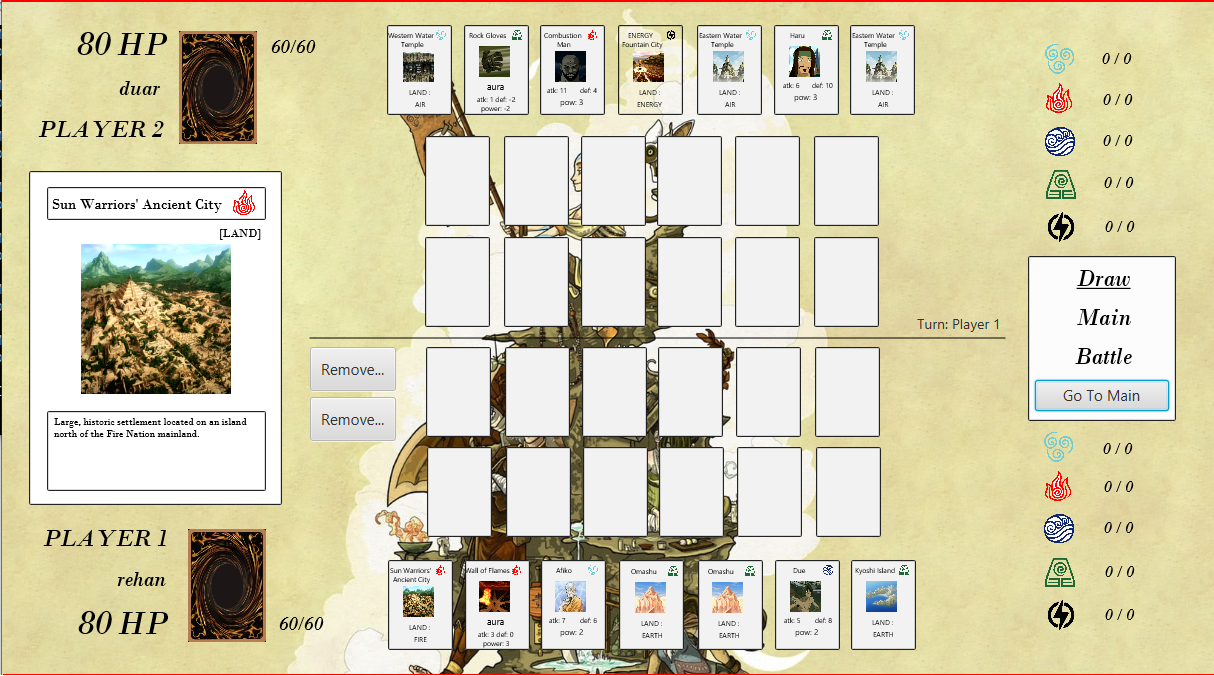 80 HP
duar
PLAYER 2
60/60
Western Water
Temple
LAND :
AIR
Rock Gloves
aura
atk: 1 def: -2
power: -2
Combustion
Man
atk: 11 def: 4
pow: 3
ENERGY
Fountain City
LAND :
ENERGY
Eastern Water
Temple
LAND :
AIR
Haru
atk: 6 def: 10
pow: 3
Eastern Water
Temple
LAND :
AIR
0 / 0
0 / 0
0 / 0
0 / 0
0 / 0
Sun Warriors' Ancient City
[LAND]
Large, historic settlement located on an island
north of the Fire Nation mainland.
Turn: Player 1
Remove...
Remove...
Draw
Main
Battle
Go To Main
0 / 0
0 / 0
0 / 0
0 / 0
0 / 0
PLAYER 1
rehan
80 HP
60/60
Sun Warriors'
Ancient City
LAND :
FIRE
Wall of Flames
aura
atk: 3 def: 0
power: 3
Afiko
atk: 7 def: 6
pow: 2
Omashu
LAND :
EARTH
Omashu
LAND :
EARTH
Due
atk: 5 def: 8
pow: 2
Kyoshi Island
LAND :
EARTH